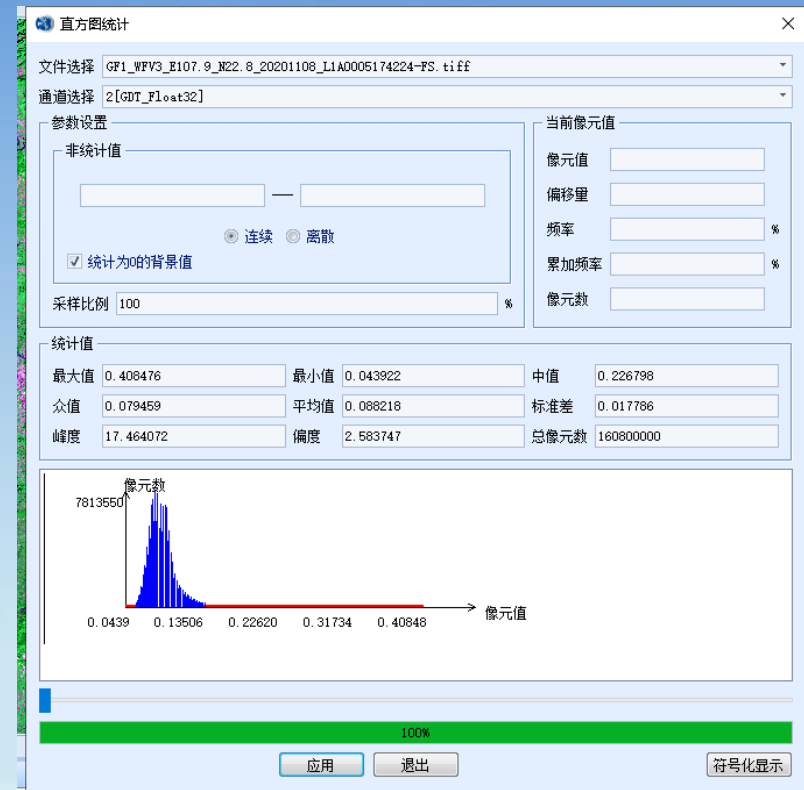 直方图统计
文件选择 GF1_WFV3_E107.9_N22.8_20201108_L1A0005174224-FS.tiff
通道选择 2[GDT_Float32]
参数设置
非统计值
—
连续 离散
统计为0的背景值
采样比例 100 %
当前像元值
像元值
偏移量
频率 %
累加频率 %
像元数
统计值
最大值 0.408476 最小值 0.043922 中值 0.226798
众值 0.079459 平均值 0.088218 标准差 0.017786
峰度 17.464072 偏度 2.583747 总像元数 160800000
像元数
7813550
像元值
0.0439 0.13506 0.22620 0.31734 0.40848
100%
应用 退出 符号化显示